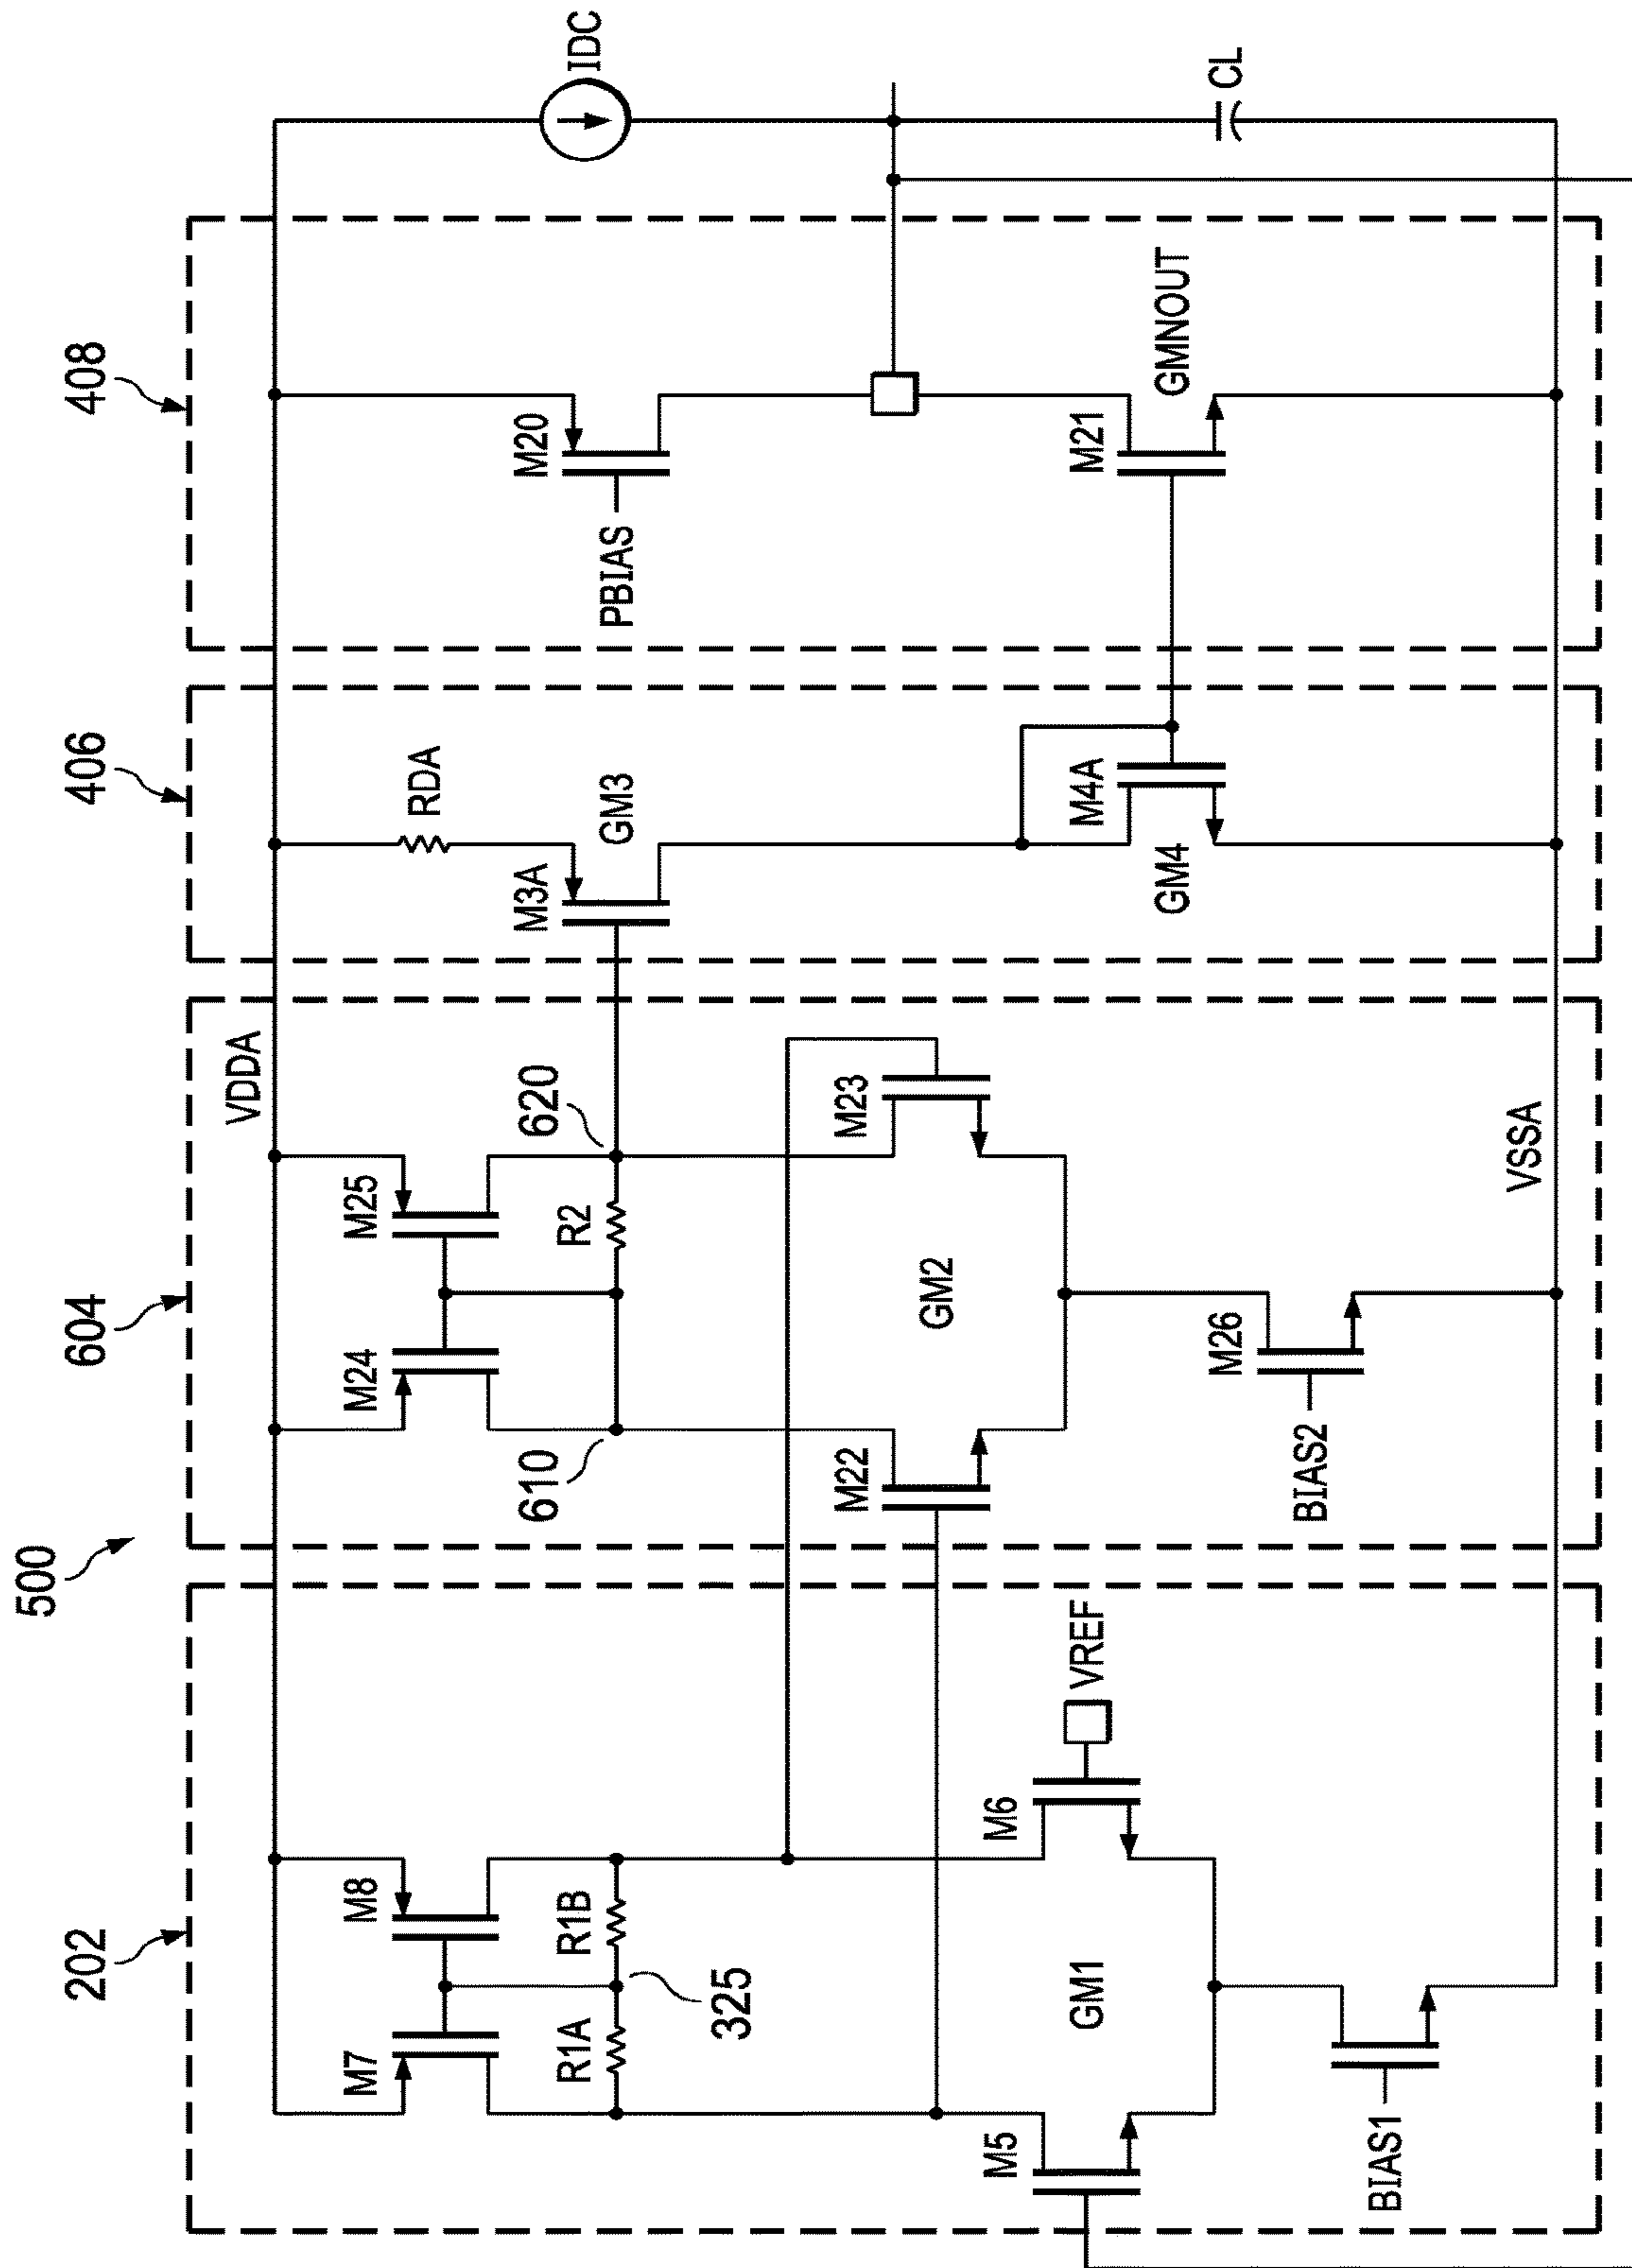 500
202
604
406
408
VDDA
M7
M8
M24
M25
RDA
IDC
R1A
R1B
325
610
R2
620
M3A
GM3
PBIAS
M20
M5
GM1
M6
VREF
M22
GM2
M23
GM4
M4A
M21
GMNOUT
CL
BIAS1
BIAS2
M26
VSSA